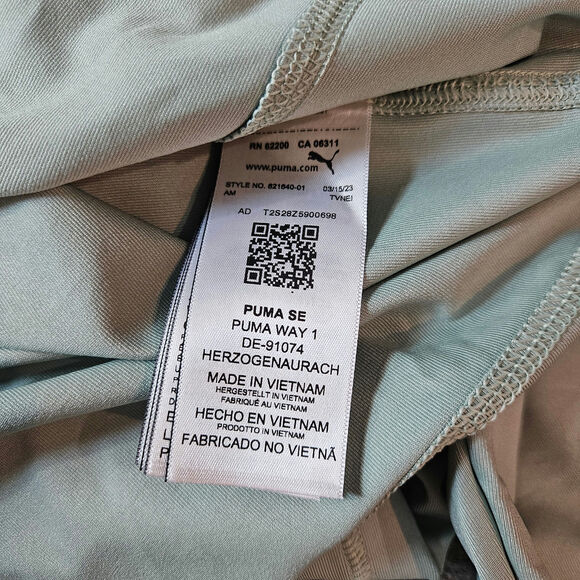 RN 62200 CA 06311
www.puma.com
STYLE NO. 621640-01 03/15/23
AM TVNEI
AD T2S28Z5900698
PUMA SE
PUMA WAY 1
DE-91074
HERZOGENAURACH
MADE IN VIETNAM
HERGESTELLT IN VIETNAM
FABRIQUÉ AU VIETNAM
HECHO EN VIETNAM
PRODOTTO IN VIETNAM
FABRICADO NO VIETNÃ